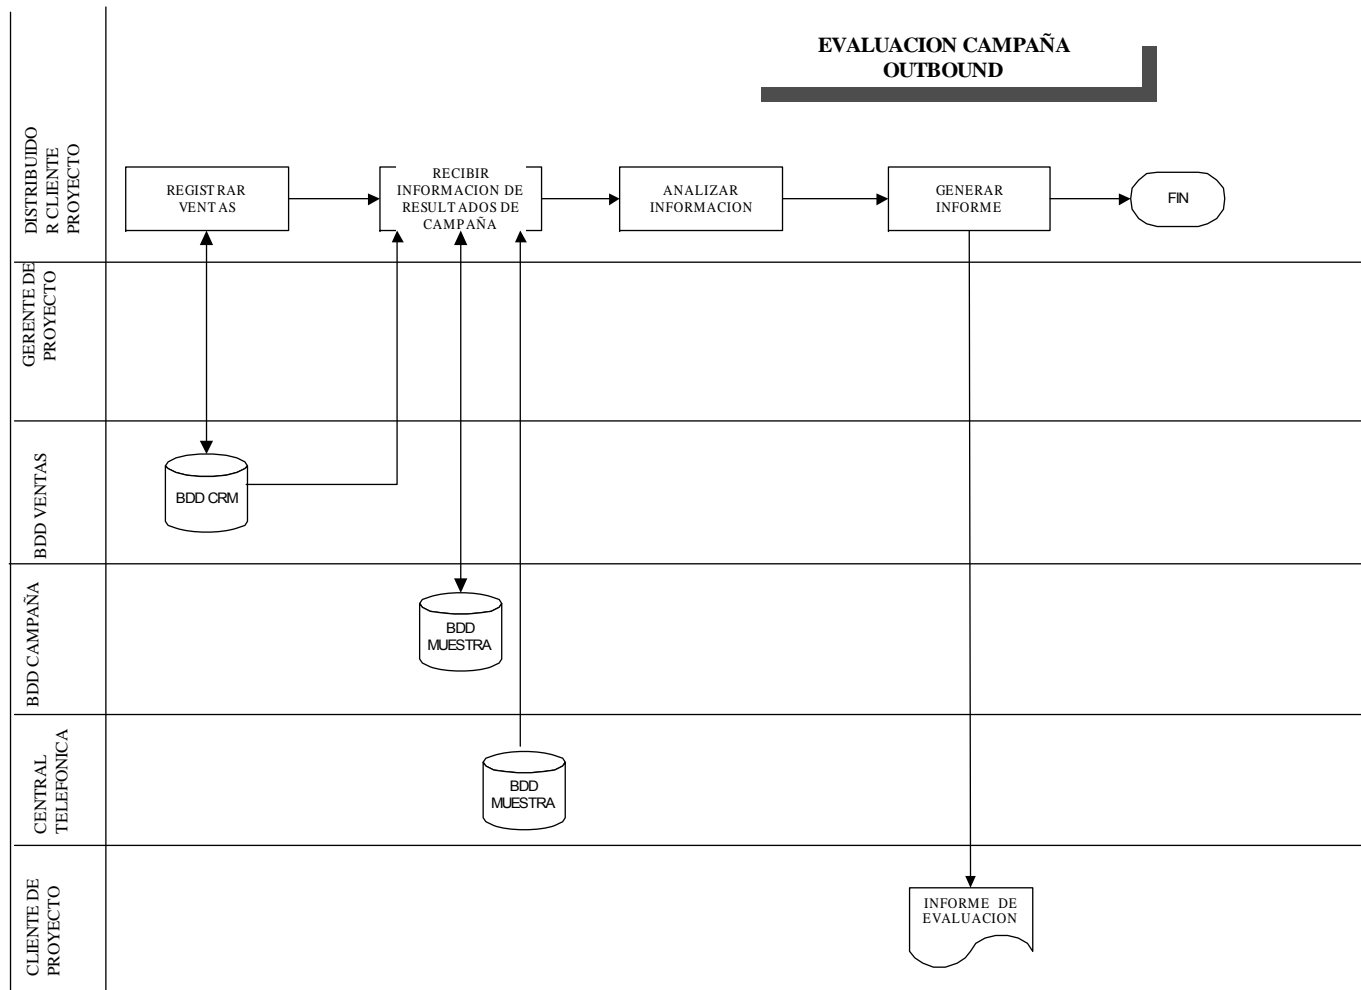 EVALUACION CAMPAÑA
OUTBOUND
DISTRIBUIDO
R CLIENTE
PROYECTO
REGISTRAR
VENTAS
RECIBIR
INFORMACION DE
RESULTADOS DE
CAMPAÑA
ANALIZAR
INFORMACION
GENERAR
INFORME
FIN
GERENTE DE
PROYECTO
BDD VENTAS
BDD CRM
BDD CAMPAÑA
BDD
MUESTRA
CENTRAL
TELEFONICA
BDD
MUESTRA
CLIENTE DE
PROYECTO
INFORME DE
EVALUACION